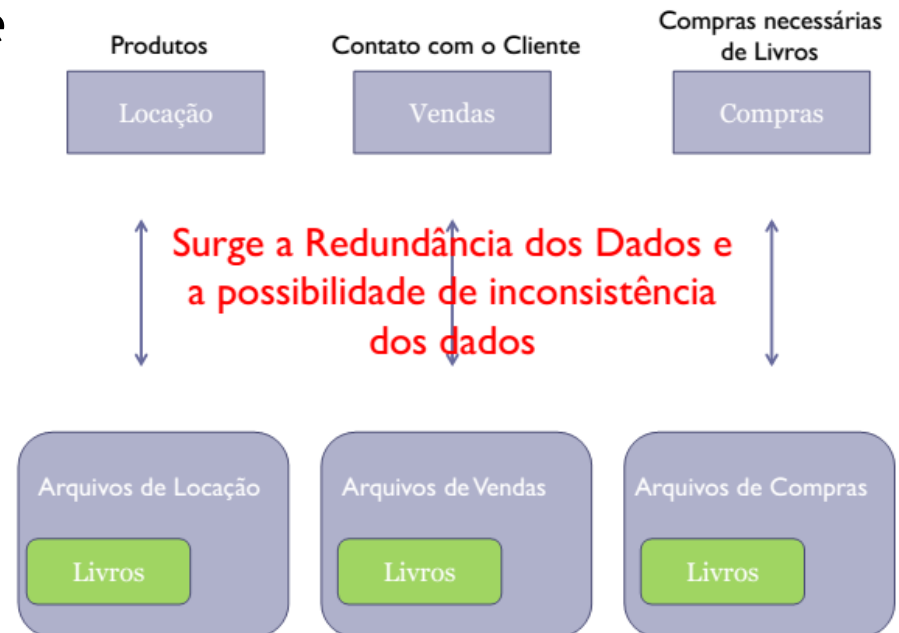 e
Produtos
Contato com o Cliente
Compras necessárias
de Livros
Locação
Vendas
Compras
Surge a Redundância dos Dados e
a possibilidade de inconsistência
dos dados
Arquivos de Locação
Arquivos de Vendas
Arquivos de Compras
Livros
Livros
Livros